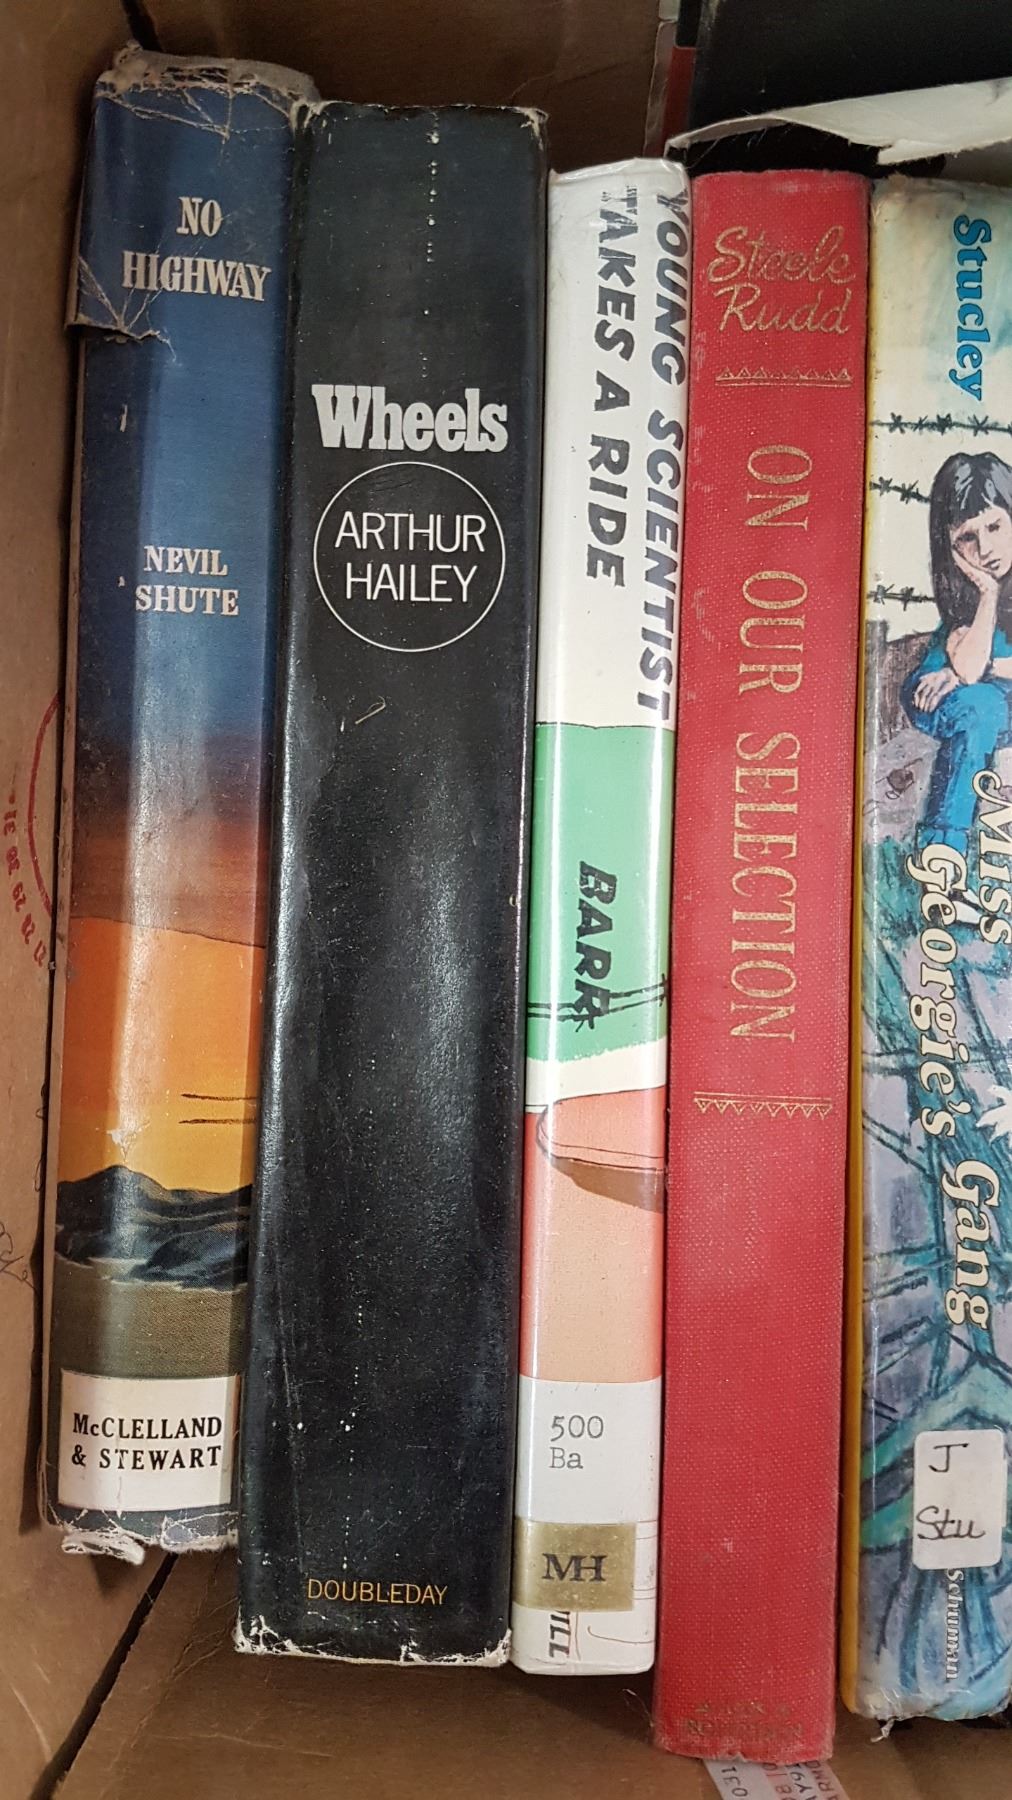 NO
HIGHWAY
NEVIL
SHUTE
McCLELLAND
& STEWART
Wheels
ARTHUR
HAILEY
DOUBLEDAY
YOUNG SCIENTIST
TAKES A RIDE
BARR
500
Ba
MH
Steele
Rudd
ON OUR SELECTION
Stucley
Miss
Georgie's Gang
J
Stu
Schuman